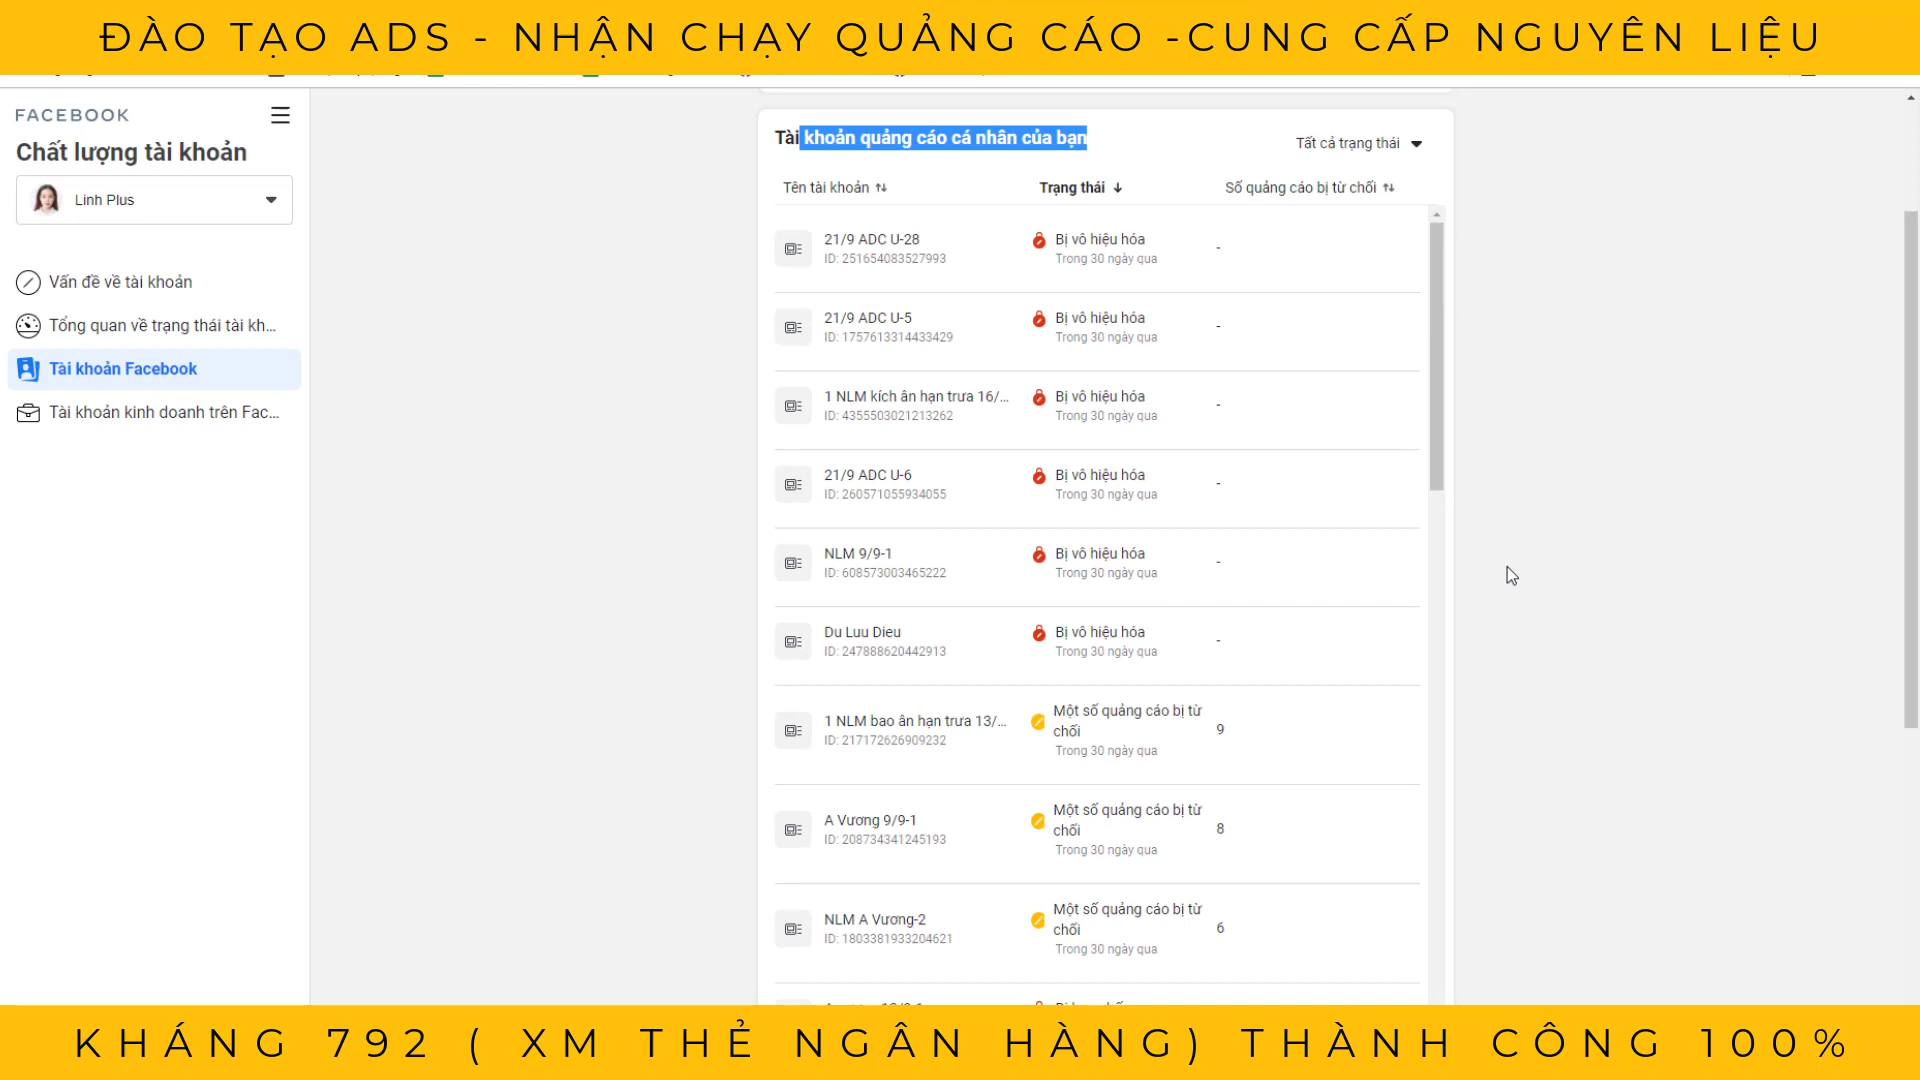 ĐÀO TẠO ADS - NHẬN CHẠY QUẢNG CÁO -CUNG CẤP NGUYÊN LIỆU
FACEBOOK
Chất lượng tài khoản
Linh Plus
Vấn đề về tài khoản
Tổng quan về trạng thái tài kh...
Tài khoản Facebook
Tài khoản kinh doanh trên Fac...
Tài khoản quảng cáo cá nhân của bạn
Tất cả trạng thái
Tên tài khoản Trạng thái Số quảng cáo bị từ chối
21/9 ADC U-28 Bị vô hiệu hóa -
ID: 251654083527993 Trong 30 ngày qua
21/9 ADC U-5 Bị vô hiệu hóa -
ID: 1757613314433429 Trong 30 ngày qua
1 NLM kích ân hạn trưa 16/... Bị vô hiệu hóa -
ID: 4355503021213262 Trong 30 ngày qua
21/9 ADC U-6 Bị vô hiệu hóa -
ID: 260571055934055 Trong 30 ngày qua
NLM 9/9-1 Bị vô hiệu hóa -
ID: 608573003465222 Trong 30 ngày qua
Du Luu Dieu Bị vô hiệu hóa -
ID: 247888620442913 Trong 30 ngày qua
1 NLM bao ân hạn trưa 13/... Một số quảng cáo bị từ chối 9
ID: 217172626909232 Trong 30 ngày qua
A Vương 9/9-1 Một số quảng cáo bị từ chối 8
ID: 208734341245193 Trong 30 ngày qua
NLM A Vương-2 Một số quảng cáo bị từ chối 6
ID: 1803381933204621 Trong 30 ngày qua
KHÁNG 792 ( XM THẺ NGÂN HÀNG) THÀNH CÔNG 100%